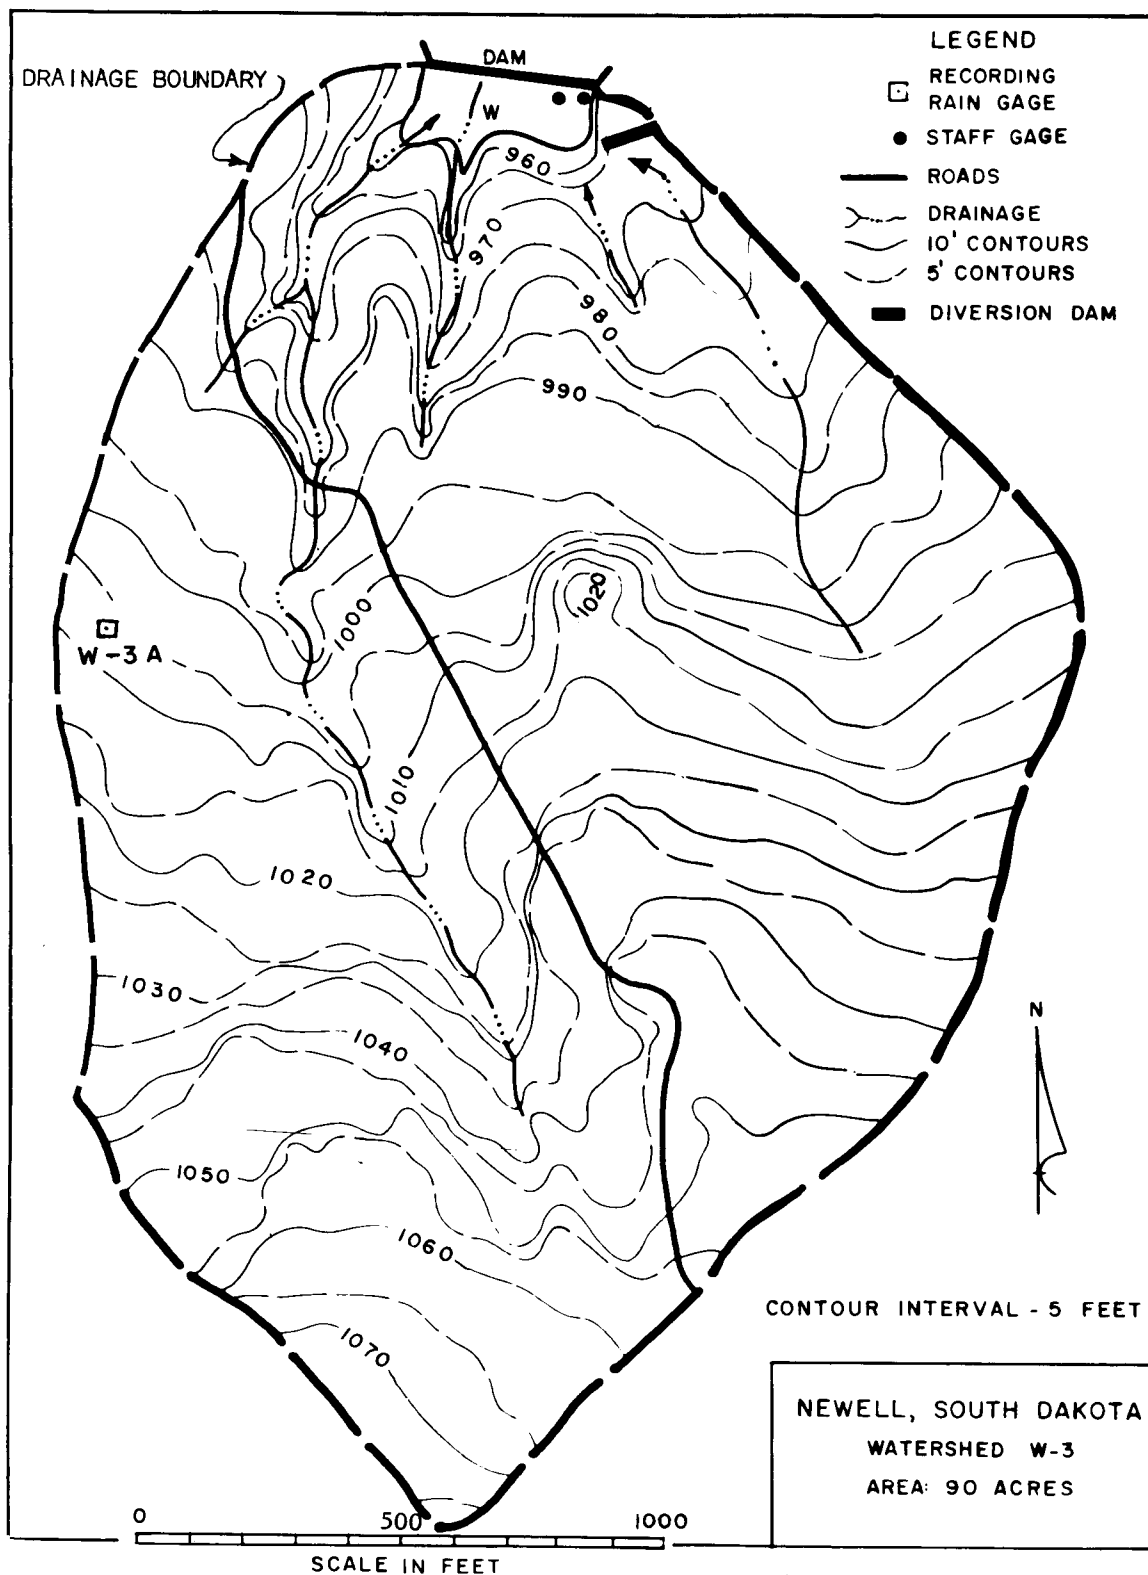 DRAINAGE BOUNDARY
DAM
W
LEGEND
RECORDING
RAIN GAGE
STAFF GAGE
ROADS
DRAINAGE
10' CONTOURS
5' CONTOURS
DIVERSION DAM
960
970
980
990
1020
1000
W-3A
1010
1020
1030
1040
1050
1060
1070
N
CONTOUR INTERVAL - 5 FEET
NEWELL, SOUTH DAKOTA
WATERSHED W-3
AREA: 90 ACRES
0 500 1000
SCALE IN FEET